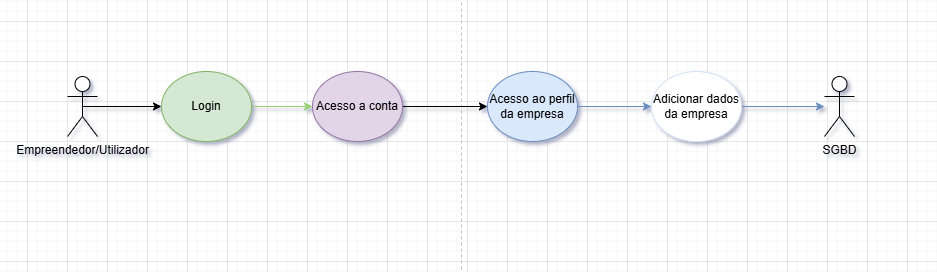 Login
Acesso a conta
Acesso ao perfil
da empresa
Adicionar dados
da empresa
Empreendedor/Utilizador
SGBD